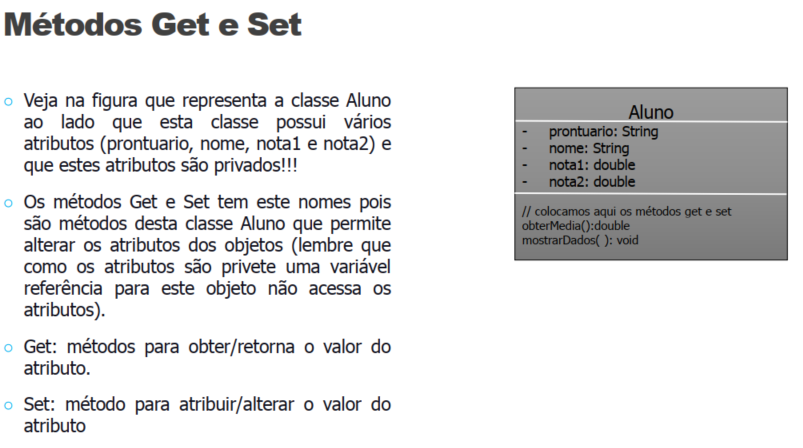 Métodos Get e Set
○ Veja na figura que representa a classe Aluno
ao lado que esta classe possui vários
atributos (prontuario, nome, nota1 e nota2) e
que estes atributos são privados!!!
○ Os métodos Get e Set tem este nomes pois
são métodos desta classe Aluno que permite
alterar os atributos dos objetos (lembre que
como os atributos são privete uma variável
referência para este objeto não acessa os
atributos).
○ Get: métodos para obter/retorna o valor do
atributo.
○ Set: método para atribuir/alterar o valor do
atributo
Aluno
- prontuario: String
- nome: String
- nota1: double
- nota2: double
// colocamos aqui os métodos get e set
obterMedia():double
mostrarDados( ): void